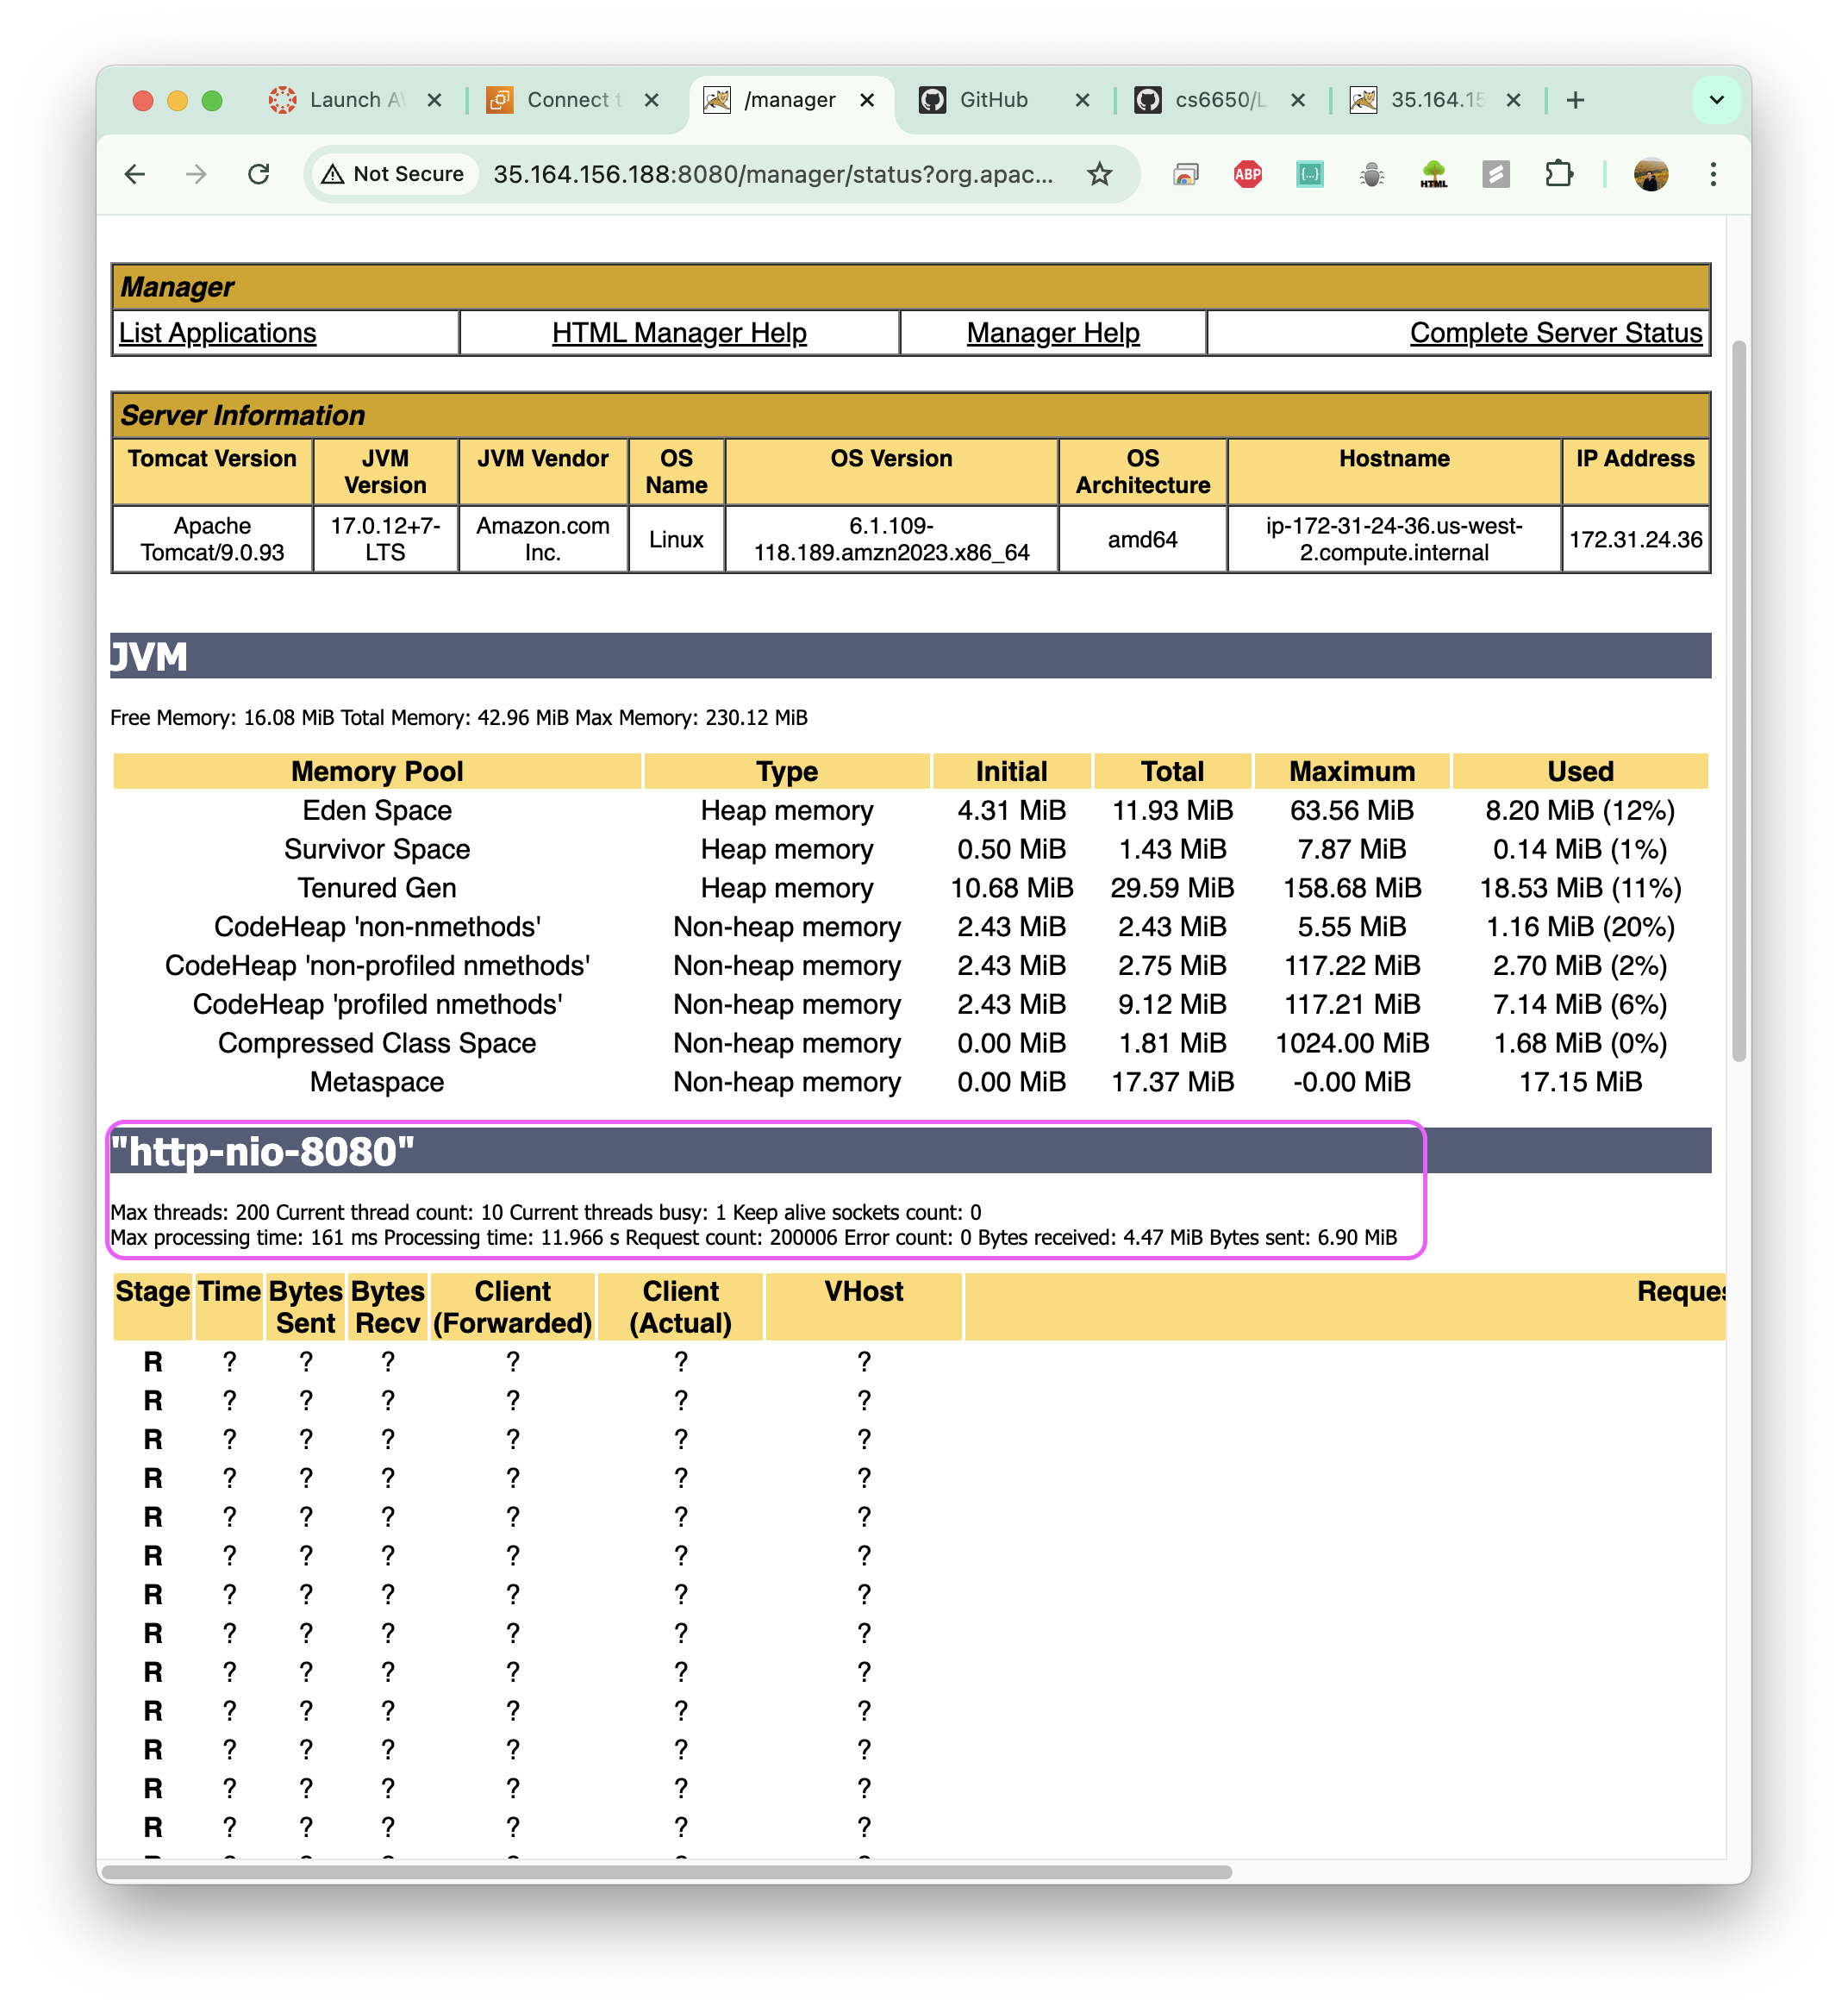 Launch A
Connect t
/manager
GitHub
cs6650/L
35.164.15
Not Secure
35.164.156.188:8080/manager/status?org.apac...
ABP
{...}
HTML
Manager
List Applications HTML Manager Help Manager Help Complete Server Status
Server Information
Tomcat Version JVM Version JVM Vendor OS Name OS Version OS Architecture Hostname IP Address
Apache Tomcat/9.0.93 17.0.12+7-LTS Amazon.com Inc. Linux 6.1.109-118.189.amzn2023.x86_64 amd64 ip-172-31-24-36.us-west-2.compute.internal 172.31.24.36
JVM
Free Memory: 16.08 MiB Total Memory: 42.96 MiB Max Memory: 230.12 MiB
Memory Pool Type Initial Total Maximum Used
Eden Space Heap memory 4.31 MiB 11.93 MiB 63.56 MiB 8.20 MiB (12%)
Survivor Space Heap memory 0.50 MiB 1.43 MiB 7.87 MiB 0.14 MiB (1%)
Tenured Gen Heap memory 10.68 MiB 29.59 MiB 158.68 MiB 18.53 MiB (11%)
CodeHeap 'non-nmethods' Non-heap memory 2.43 MiB 2.43 MiB 5.55 MiB 1.16 MiB (20%)
CodeHeap 'non-profiled nmethods' Non-heap memory 2.43 MiB 2.75 MiB 117.22 MiB 2.70 MiB (2%)
CodeHeap 'profiled nmethods' Non-heap memory 2.43 MiB 9.12 MiB 117.21 MiB 7.14 MiB (6%)
Compressed Class Space Non-heap memory 0.00 MiB 1.81 MiB 1024.00 MiB 1.68 MiB (0%)
Metaspace Non-heap memory 0.00 MiB 17.37 MiB -0.00 MiB 17.15 MiB
"http-nio-8080"
Max threads: 200 Current thread count: 10 Current threads busy: 1 Keep alive sockets count: 0
Max processing time: 161 ms Processing time: 11.966 s Request count: 200006 Error count: 0 Bytes received: 4.47 MiB Bytes sent: 6.90 MiB
Stage Time Bytes Sent Bytes Recv Client (Forwarded) Client (Actual) VHost Reques
R ? ? ? ? ? ?
R ? ? ? ? ? ?
R ? ? ? ? ? ?
R ? ? ? ? ? ?
R ? ? ? ? ? ?
R ? ? ? ? ? ?
R ? ? ? ? ? ?
R ? ? ? ? ? ?
R ? ? ? ? ? ?
R ? ? ? ? ? ?
R ? ? ? ? ? ?
R ? ? ? ? ? ?
R ? ? ? ? ? ?